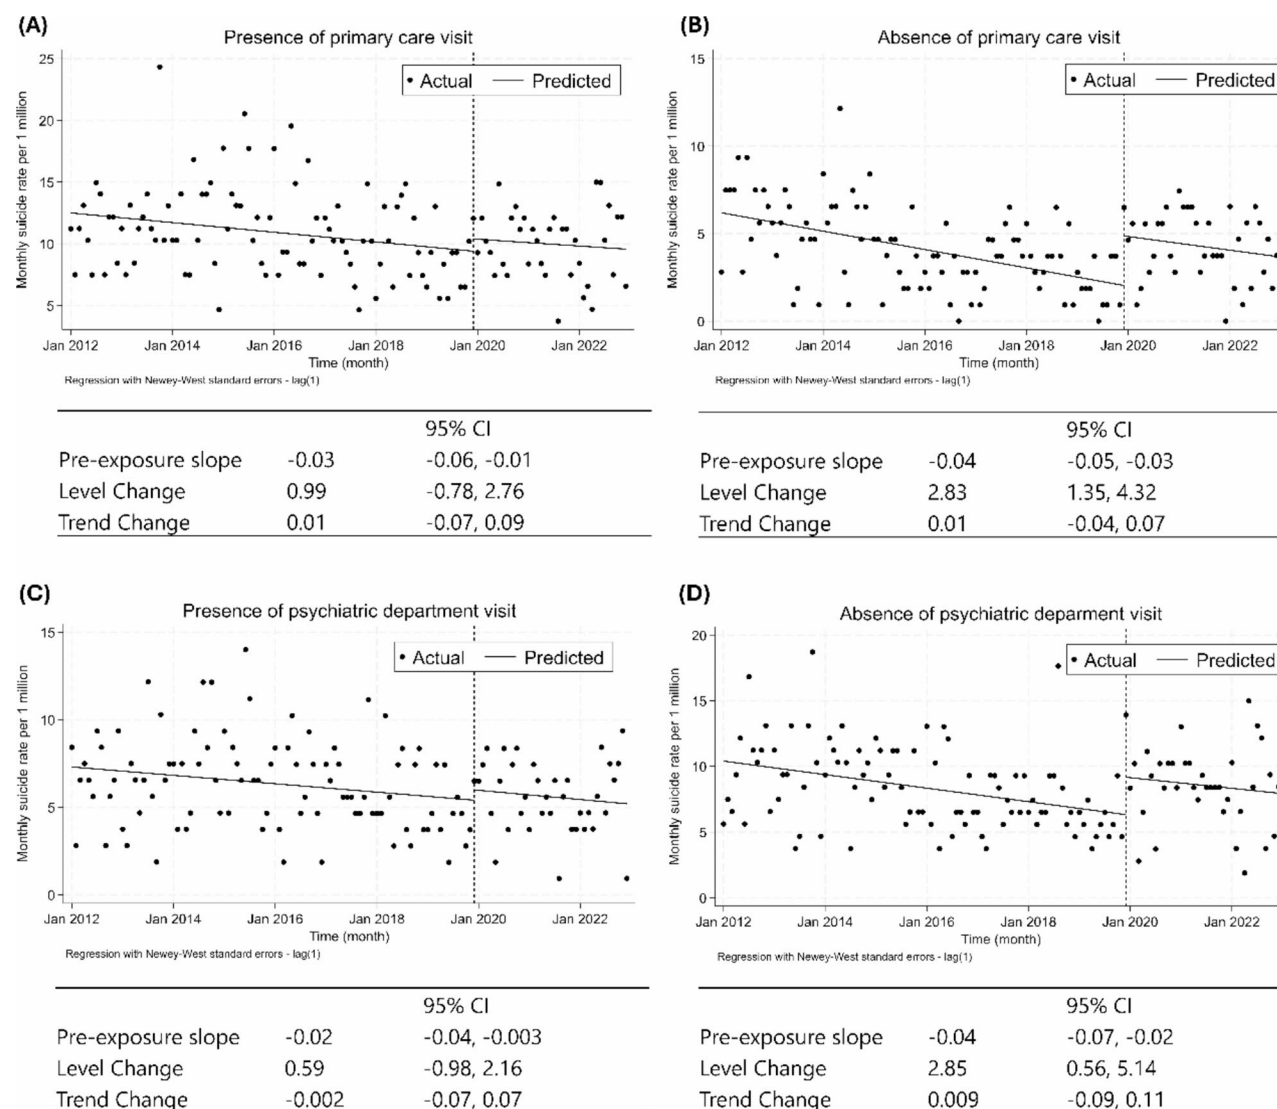 (A)
Presence of primary care visit
Monthly suicide rate per 1 million
25
20
15
10
5
Actual Predicted
Jan 2012 Jan 2014 Jan 2016 Jan 2018 Jan 2020 Jan 2022
Time (month)
Regression with Newey-West standard errors - lag(1)
95% CI
Pre-exposure slope -0.03 -0.06, -0.01
Level Change 0.99 -0.78, 2.76
Trend Change 0.01 -0.07, 0.09
(B)
Absence of primary care visit
Monthly suicide rate per 1 million
15
10
5
0
Actual Predicted
Jan 2012 Jan 2014 Jan 2016 Jan 2018 Jan 2020 Jan 2022
Time (month)
Regression with Newey-West standard errors - lag(1)
95% CI
Pre-exposure slope -0.04 -0.05, -0.03
Level Change 2.83 1.35, 4.32
Trend Change 0.01 -0.04, 0.07
(C)
Presence of psychiatric department visit
Monthly suicide rate per 1 million
15
10
5
0
Actual Predicted
Jan 2012 Jan 2014 Jan 2016 Jan 2018 Jan 2020 Jan 2022
Time (month)
Regression with Newey-West standard errors - lag(1)
95% CI
Pre-exposure slope -0.02 -0.04, -0.003
Level Change 0.59 -0.98, 2.16
Trend Change -0.002 -0.07, 0.07
(D)
Absence of psychiatric deparment visit
Monthly suicide rate per 1 million
20
15
10
5
0
Actual Predicted
Jan 2012 Jan 2014 Jan 2016 Jan 2018 Jan 2020 Jan 2022
Time (month)
Regression with Newey-West standard errors - lag(1)
95% CI
Pre-exposure slope -0.04 -0.07, -0.02
Level Change 2.85 0.56, 5.14
Trend Change 0.009 -0.09, 0.11